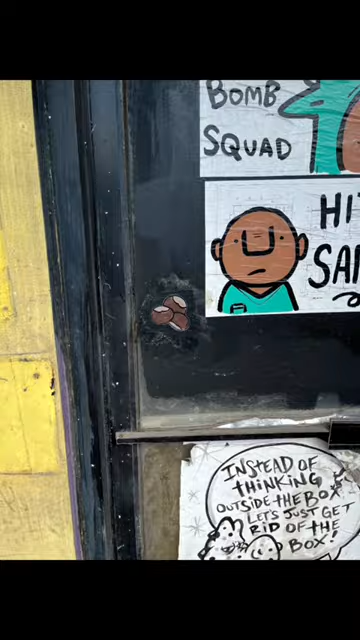 BOMB
SQUAD
INSTEAD OF
THINKING
OUTSIDE THE BOX
LET'S JUST GET
RID OF THE
BOX!